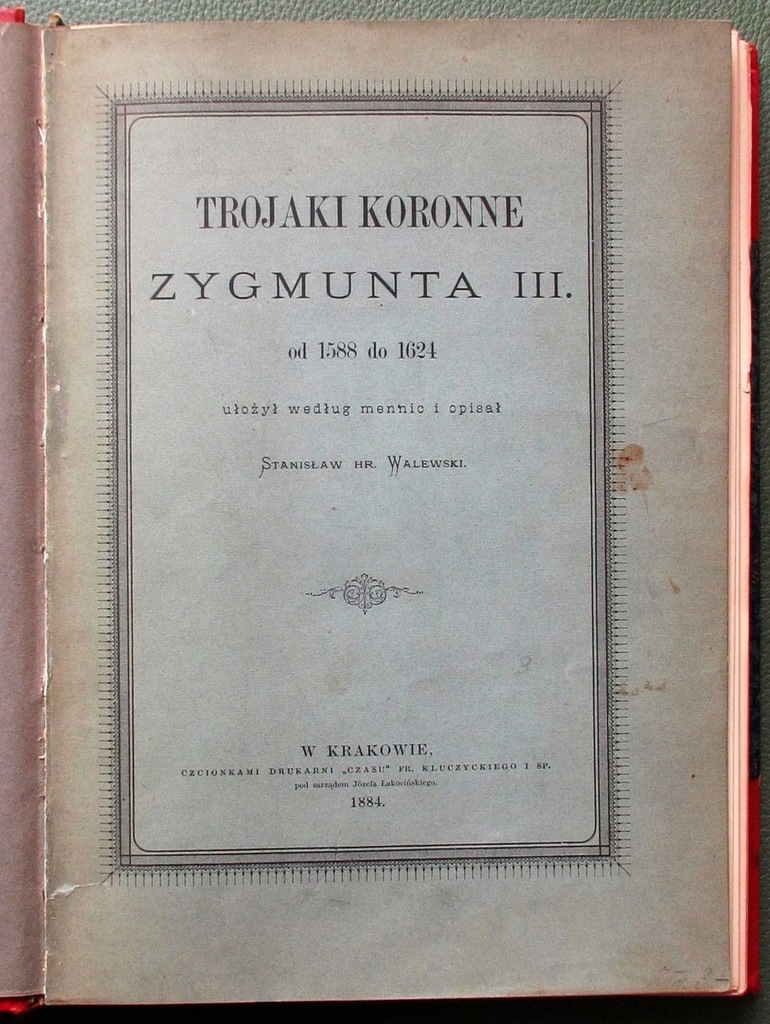 TROJAKI KORONNE
ZYGMUNTA III.
od 1588 do 1624
ułożył według mennic i opisał
STANISŁAW HR. WALEWSKI.
9
W KRAKOWIE,
CZCIONKAMI DRUKARNI „CZASU" FR. KLUCZYCKIEGO I SP.
pod zarządem Józefa Łakocińskiego.
1884.